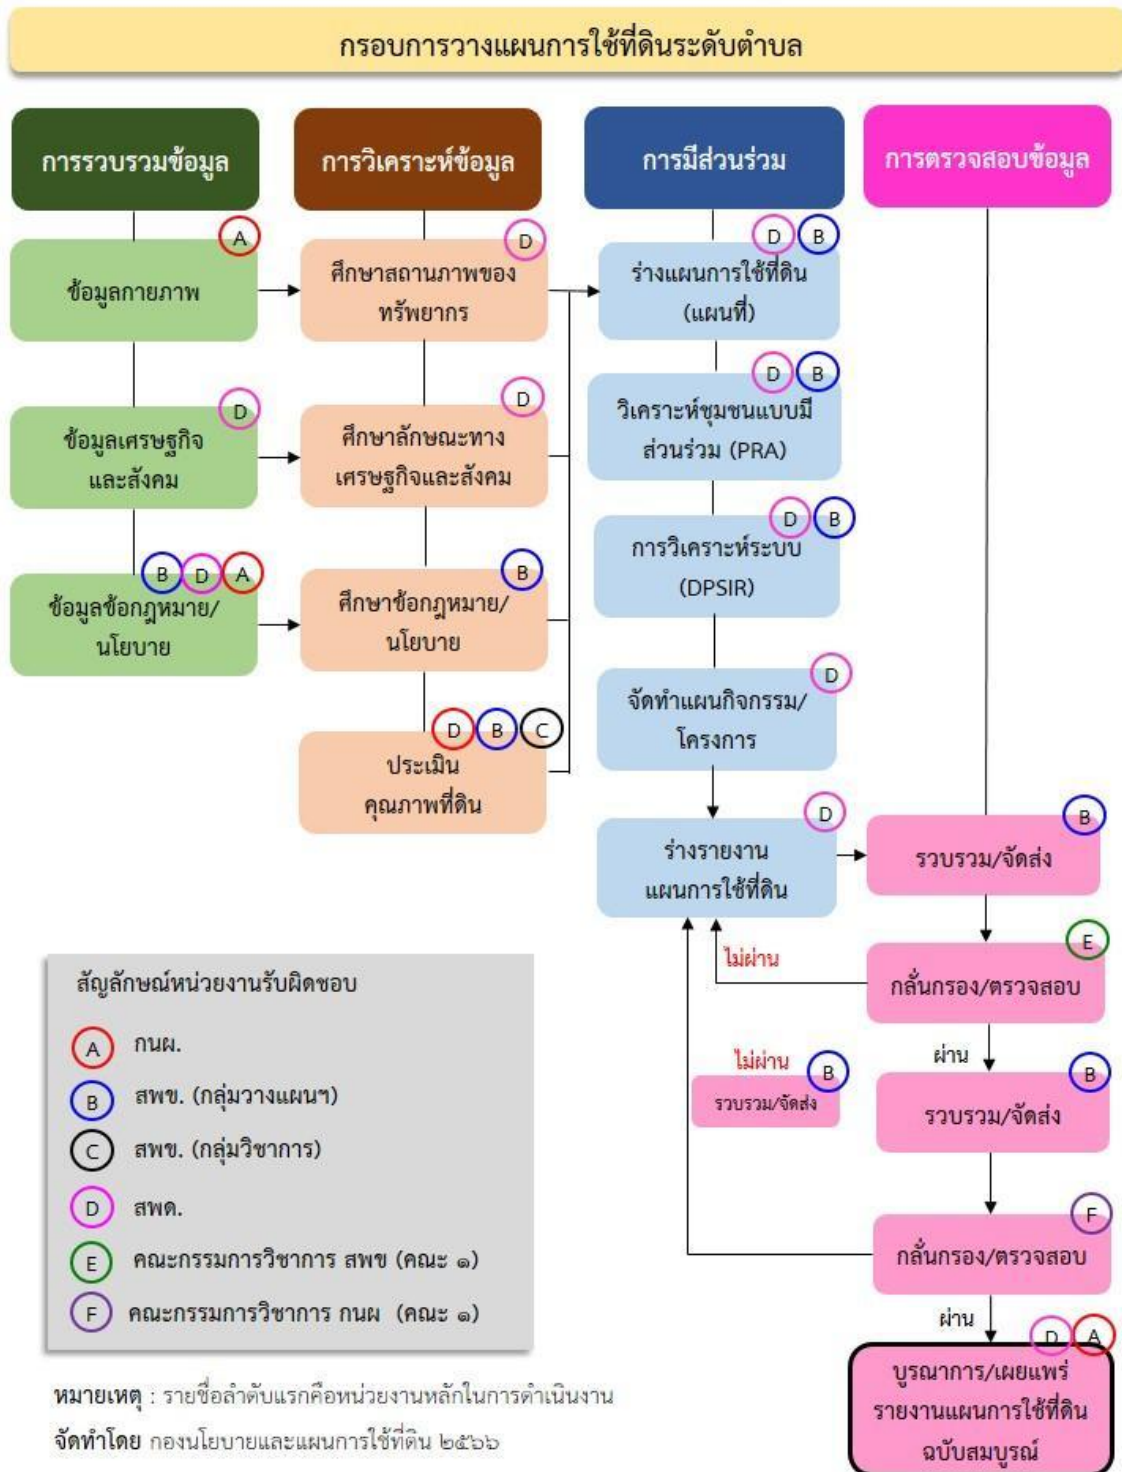 กรอบการวางแผนการใช้ที่ดินระดับตำบล
การรวบรวมข้อมูล
A
ข้อมูลกายภาพ
D
ข้อมูลเศรษฐกิจ
และสังคม
B D A
ข้อมูลข้อกฎหมาย/
นโยบาย
การวิเคราะห์ข้อมูล
D
ศึกษาสถานภาพของ
ทรัพยากร
D
ศึกษาลักษณะทาง
เศรษฐกิจและสังคม
B
ศึกษาข้อกฎหมาย/
นโยบาย
D B C
ประเมิน
คุณภาพที่ดิน
การมีส่วนร่วม
D B
ร่างแผนการใช้ที่ดิน
(แผนที่)
D B
วิเคราะห์ชุมชนแบบมี
ส่วนร่วม (PRA)
D B
การวิเคราะห์ระบบ
(DPSIR)
D
จัดทำแผนกิจกรรม/
โครงการ
D
ร่างรายงาน
แผนการใช้ที่ดิน
การตรวจสอบข้อมูล
B
รวบรวม/จัดส่ง
E
กลั่นกรอง/ตรวจสอบ
ไม่ผ่าน
ผ่าน
B
รวบรวม/จัดส่ง
ไม่ผ่าน
B
รวบรวม/จัดส่ง
F
กลั่นกรอง/ตรวจสอบ
ผ่าน
D A
บูรณาการ/เผยแพร่
รายงานแผนการใช้ที่ดิน
ฉบับสมบูรณ์
สัญลักษณ์หน่วยงานรับผิดชอบ
A กนผ.
B สพข. (กลุ่มวางแผนฯ)
C สพข. (กลุ่มวิชาการ)
D สพด.
E คณะกรรมการวิชาการ สพข (คณะ ๑)
F คณะกรรมการวิชาการ กนผ (คณะ ๑)
หมายเหตุ : รายชื่อลำดับแรกคือหน่วยงานหลักในการดำเนินงาน
จัดทำโดย กองนโยบายและแผนการใช้ที่ดิน ๒๕๖๖